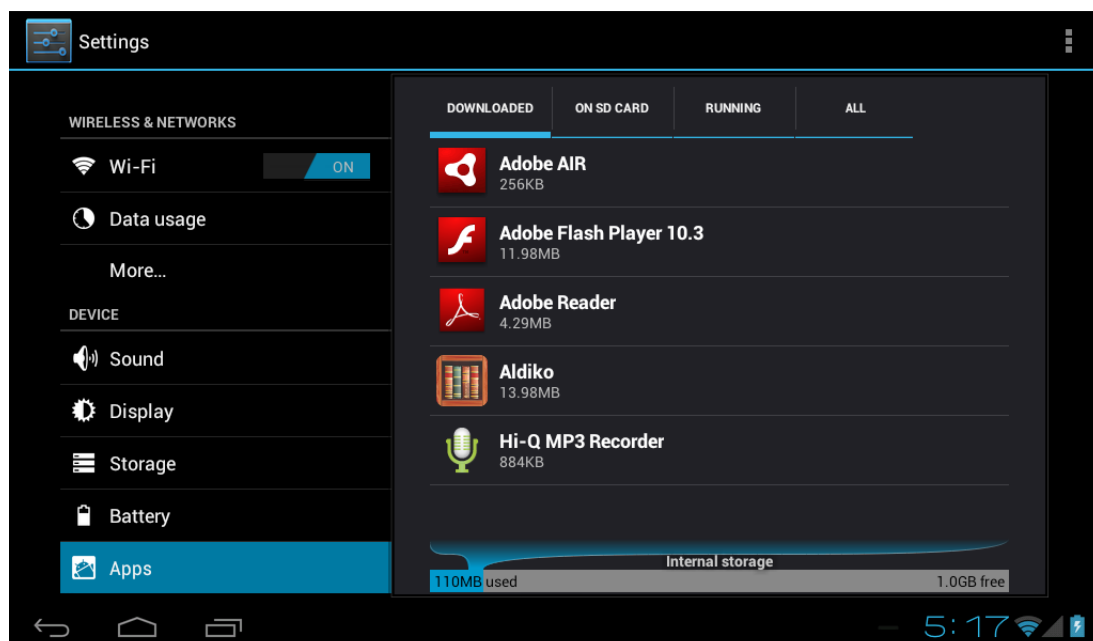 Settings
WIRELESS & NETWORKS
Wi-Fi ON
Data usage
More...
DEVICE
Sound
Display
Storage
Battery
Apps
DOWNLOADED ON SD CARD RUNNING ALL
Adobe AIR
256KB
Adobe Flash Player 10.3
11.98MB
Adobe Reader
4.29MB
Aldiko
13.98MB
Hi-Q MP3 Recorder
884KB
Internal storage
110MB used 1.0GB free
5:17